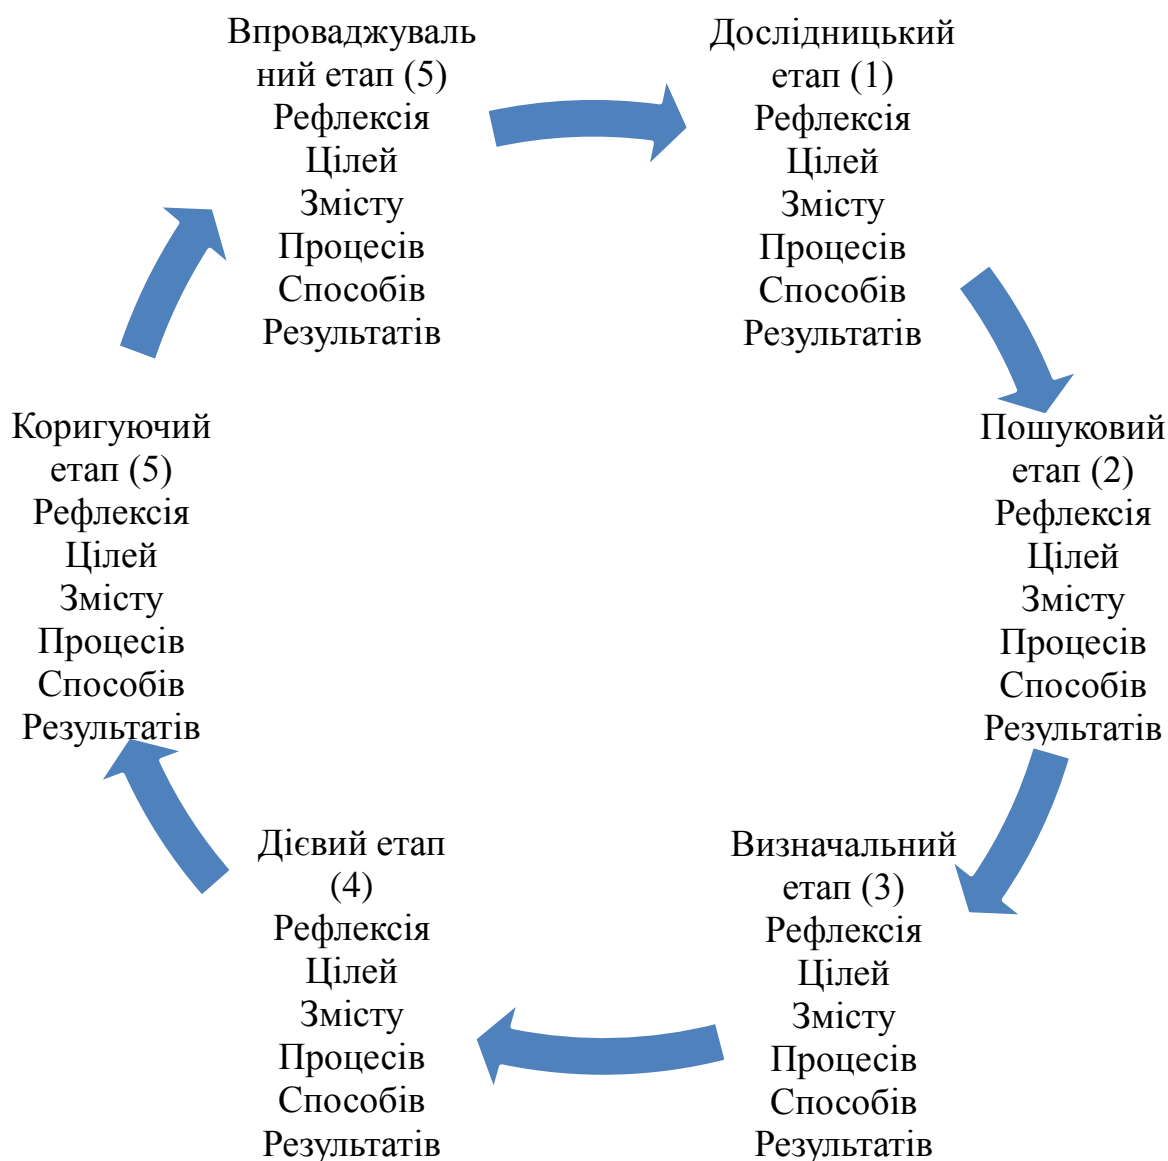 Впроваджуваль
ний етап (5)
Рефлексія
Цілей
Змісту
Процесів
Способів
Результатів
Дослідницький
етап (1)
Рефлексія
Цілей
Змісту
Процесів
Способів
Результатів
Пошуковий
етап (2)
Рефлексія
Цілей
Змісту
Процесів
Способів
Результатів
Визначальний
етап (3)
Рефлексія
Цілей
Змісту
Процесів
Способів
Результатів
Дієвий етап
(4)
Рефлексія
Цілей
Змісту
Процесів
Способів
Результатів
Коригуючий
етап (5)
Рефлексія
Цілей
Змісту
Процесів
Способів
Результатів